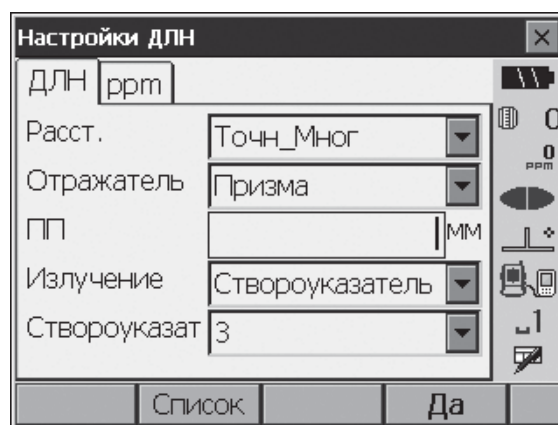 Настройки ДЛН
ДЛН ppm
Расст. Точн_Мног
Отражатель Призма
ПП мм
Излучение Створоуказатель
Створоуказат 3
Список Да
0
0
PPM
1